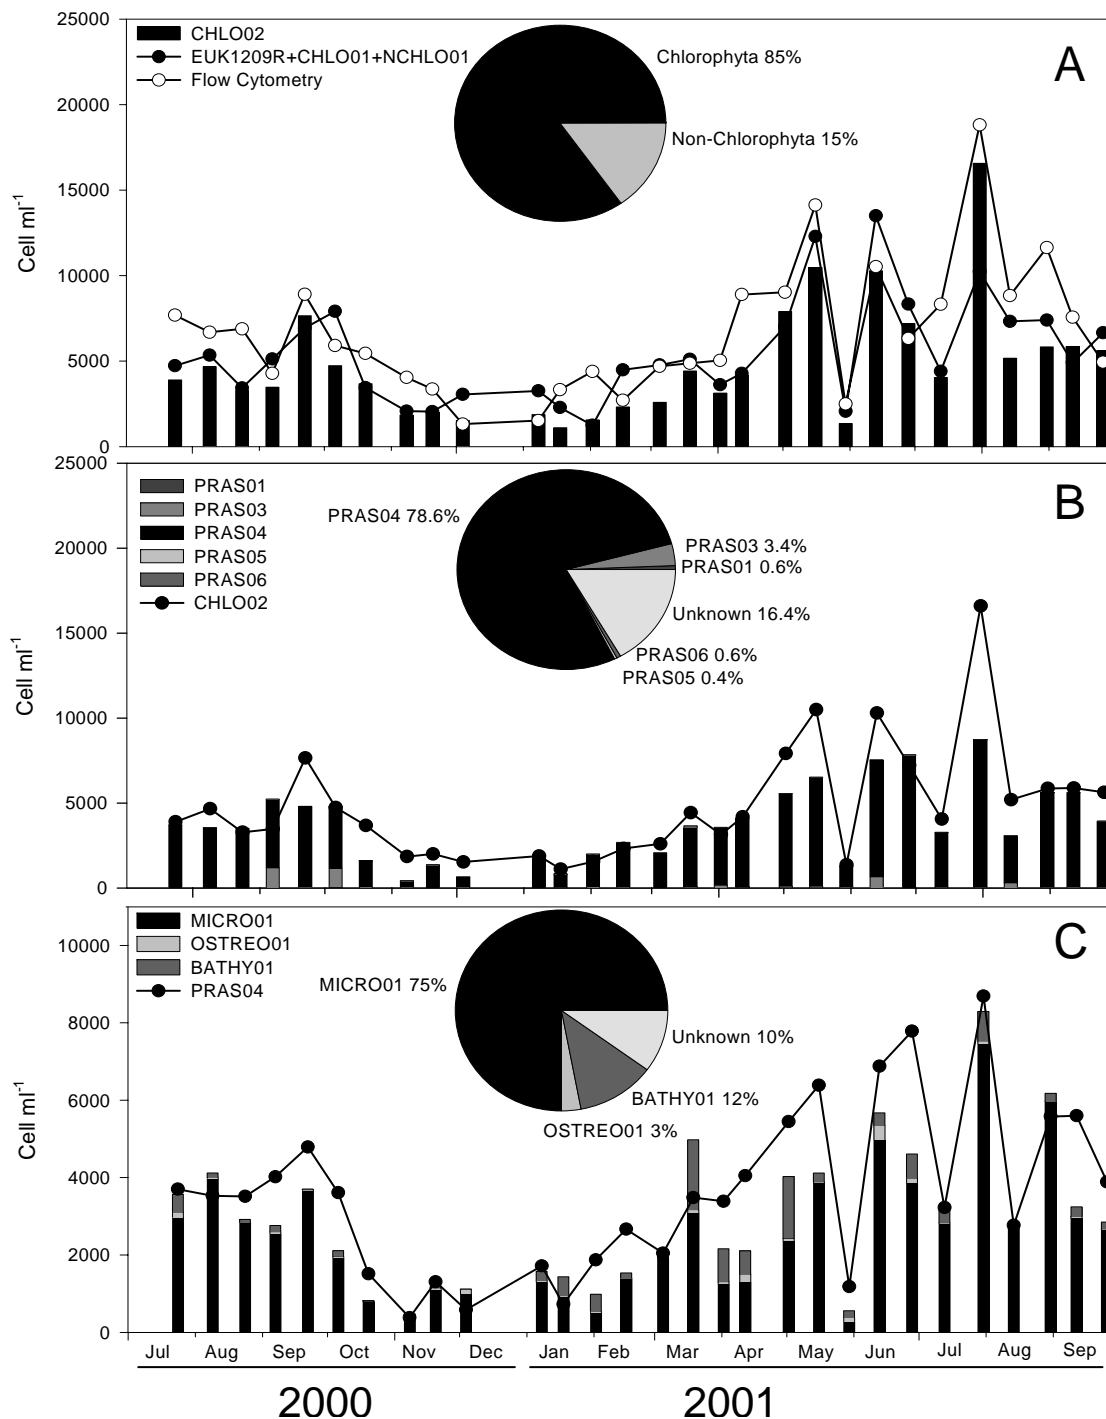 A
CHLO02
EUK1209R+CHLO01+NCHLO01
Flow Cytometry
Chlorophyta 85%
Non-Chlorophyta 15%
Cell ml-1
25000
20000
15000
10000
5000
0
B
PRAS01
PRAS03
PRAS04
PRAS05
PRAS06
CHLO02
PRAS04 78.6%
PRAS03 3.4%
PRAS01 0.6%
Unknown 16.4%
PRAS06 0.6%
PRAS05 0.4%
Cell ml-1
25000
20000
15000
10000
5000
0
C
MICRO01
OSTREO01
BATHY01
PRAS04
MICRO01 75%
Unknown 10%
BATHY01 12%
OSTREO01 3%
Cell ml-1
10000
8000
6000
4000
2000
0
Jul Aug Sep Oct Nov Dec Jan Feb Mar Apr May Jun Jul Aug Sep
2000 2001